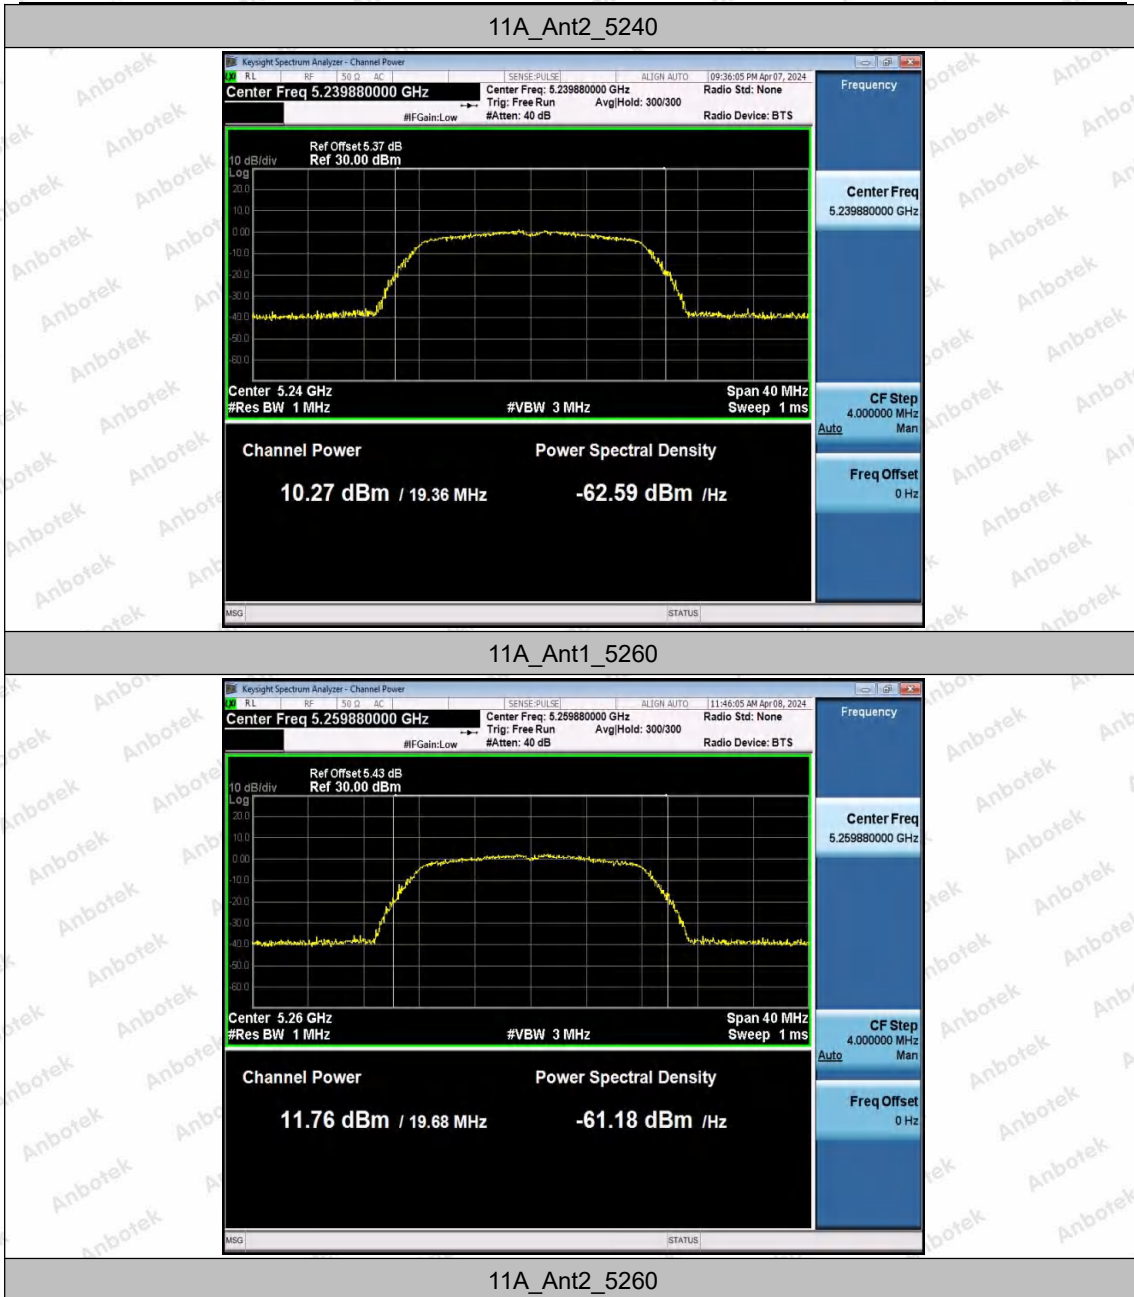 11A_Ant2_5240
Keysight Spectrum Analyzer - Channel Power
RL RF 50 Ω AC SENSE:PULSE ALIGN AUTO 09:36:05 PM Apr 07, 2024
Center Freq 5.239880000 GHz Center Freq: 5.239880000 GHz Radio Std: None Frequency
Trig: Free Run Avg|Hold: 300/300
#IFGain:Low #Atten: 40 dB Radio Device: BTS
Ref Offset 5.37 dB
10 dB/div Ref 30.00 dBm
Log
20.0
10.0
0.00
-10.0
-20.0
-30.0
-40.0
-50.0
-60.0
Center Freq
5.239880000 GHz
Center 5.24 GHz Span 40 MHz
#Res BW 1 MHz #VBW 3 MHz Sweep 1 ms
CF Step
4.000000 MHz
Auto Man
Channel Power Power Spectral Density
10.27 dBm / 19.36 MHz -62.59 dBm /Hz
Freq Offset
0 Hz
MSG STATUS
11A_Ant1_5260
Keysight Spectrum Analyzer - Channel Power
RL RF 50 Ω AC SENSE:PULSE ALIGN AUTO 11:46:05 AM Apr 08, 2024
Center Freq 5.259880000 GHz Center Freq: 5.259880000 GHz Radio Std: None Frequency
Trig: Free Run Avg|Hold: 300/300
#IFGain:Low #Atten: 40 dB Radio Device: BTS
Ref Offset 5.43 dB
10 dB/div Ref 30.00 dBm
Log
20.0
10.0
0.00
-10.0
-20.0
-30.0
-40.0
-50.0
-60.0
Center Freq
5.259880000 GHz
Center 5.26 GHz Span 40 MHz
#Res BW 1 MHz #VBW 3 MHz Sweep 1 ms
CF Step
4.000000 MHz
Auto Man
Channel Power Power Spectral Density
11.76 dBm / 19.68 MHz -61.18 dBm /Hz
Freq Offset
0 Hz
MSG STATUS
11A_Ant2_5260